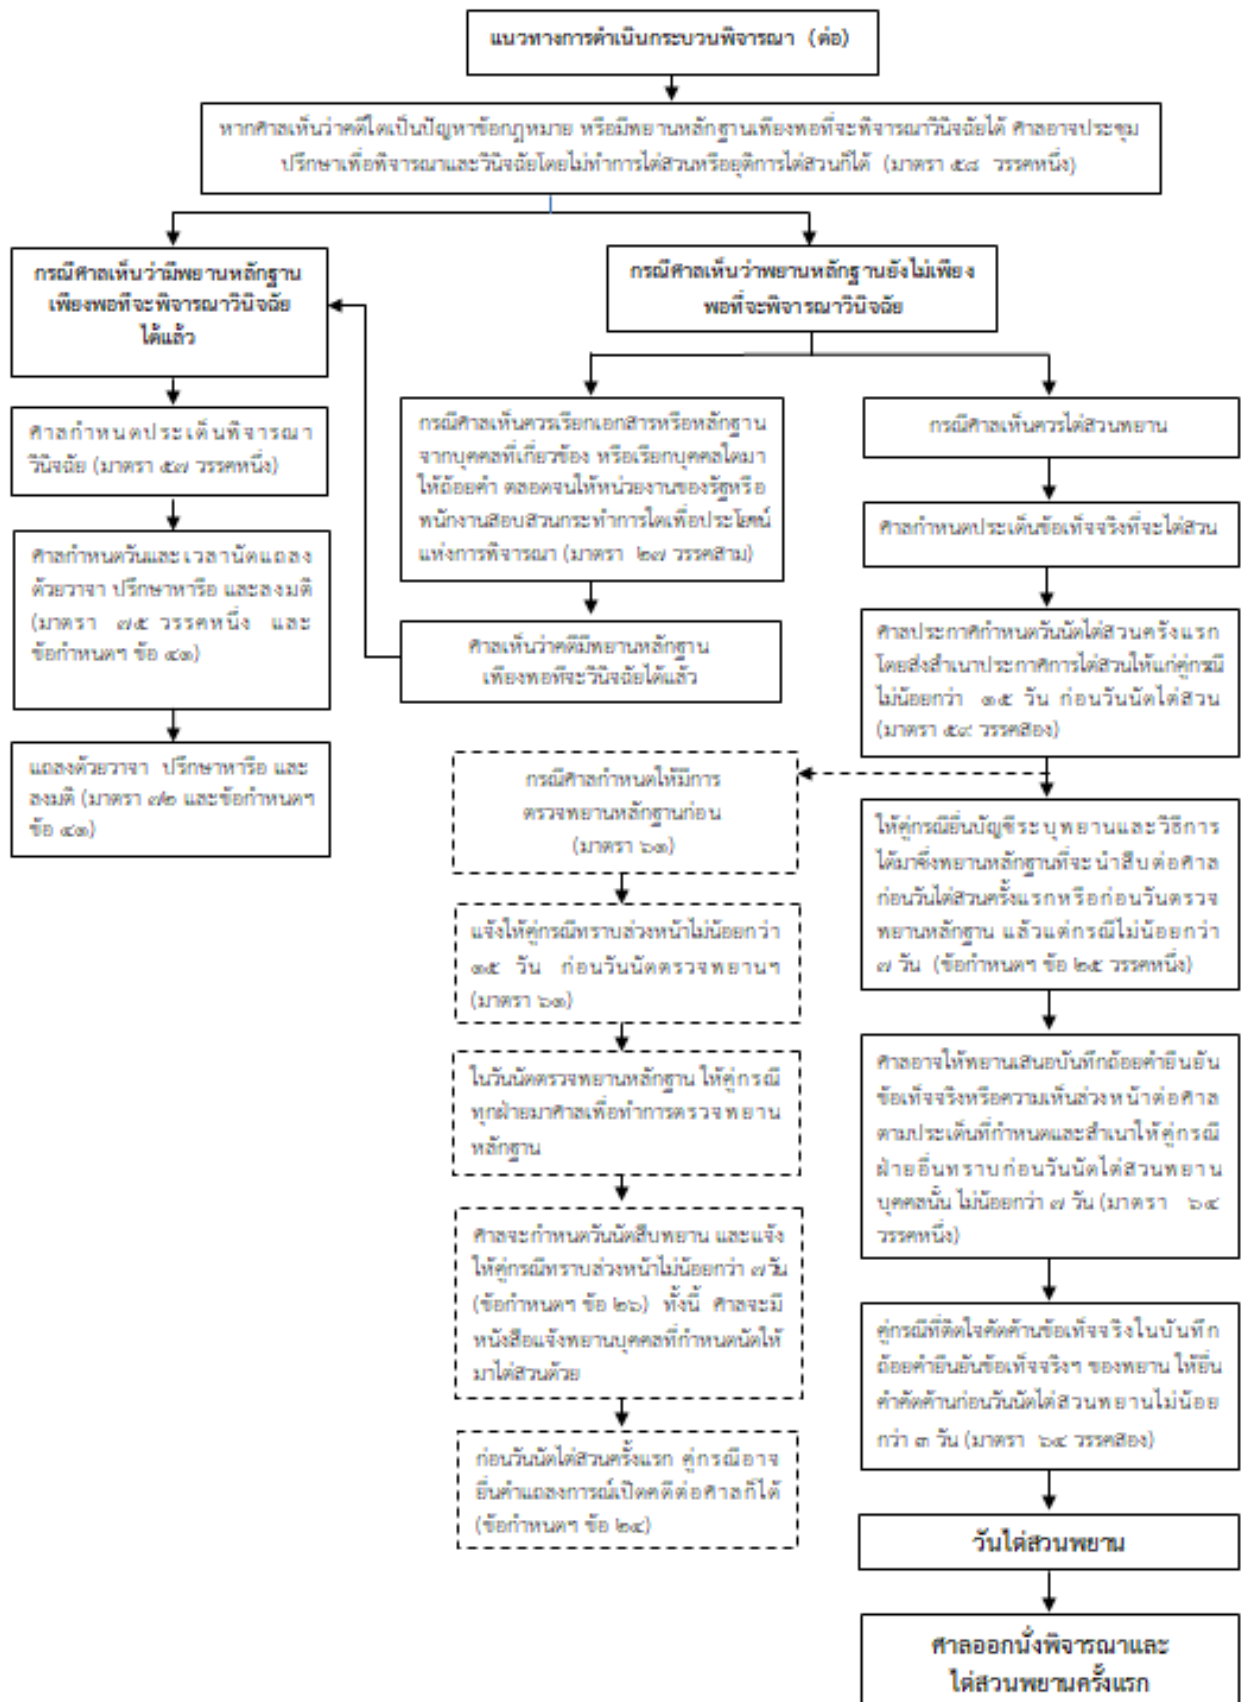 แนวทางการดำเนินกระบวนพิจารณา (ต่อ)
หากศาลเห็นว่าคดีใดเป็นปัญหาข้อกฎหมาย หรือมีพยานหลักฐานเพียงพอที่จะพิจารณาวินิจฉัยได้ ศาลอาจประชุม
ปรึกษาเพื่อพิจารณาและวินิจฉัยโดยไม่ทำการไต่สวนหรือยุติการไต่สวนก็ได้ (มาตรา ๕๘ วรรคหนึ่ง)
กรณีศาลเห็นว่ามีพยานหลักฐาน
เพียงพอที่จะพิจารณาวินิจฉัย
ได้แล้ว
ศาลกำหนดประเด็นพิจารณา
วินิจฉัย (มาตรา ๕๗ วรรคหนึ่ง)
ศาลกำหนดวันและเวลานัดแถลง
ด้วยวาจา ปรึกษาหารือ และลงมติ
(มาตรา ๗๕ วรรคหนึ่ง และ
ข้อกำหนดฯ ข้อ ๔๑)
แถลงด้วยวาจา ปรึกษาหารือ และ
ลงมติ (มาตรา ๗๒ และข้อกำหนดฯ
ข้อ ๔๑)
กรณีศาลเห็นว่าพยานหลักฐานยังไม่เพียง
พอที่จะพิจารณาวินิจฉัย
กรณีศาลเห็นควรเรียกเอกสารหรือหลักฐาน
จากบุคคลที่เกี่ยวข้อง หรือเรียกบุคคลใดมา
ให้ถ้อยคำ ตลอดจนให้หน่วยงานของรัฐหรือ
พนักงานสอบสวนกระทำการใดเพื่อประโยชน์
แห่งการพิจารณา (มาตรา ๒๗ วรรคสาม)
ศาลเห็นว่าคดีมีพยานหลักฐาน
เพียงพอที่จะวินิจฉัยได้แล้ว
กรณีศาลกำหนดให้มีการ
ตรวจพยานหลักฐานก่อน
(มาตรา ๖๑)
แจ้งให้คู่กรณีทราบล่วงหน้าไม่น้อยกว่า
๑๕ วัน ก่อนวันนัดตรวจพยานฯ
(มาตรา ๖๑)
ในวันนัดตรวจพยานหลักฐาน ให้คู่กรณี
ทุกฝ่ายมาศาลเพื่อทำการตรวจพยาน
หลักฐาน
ศาลจะกำหนดวันนัดสืบพยาน และแจ้ง
ให้คู่กรณีทราบล่วงหน้าไม่น้อยกว่า ๗ วัน
(ข้อกำหนดฯ ข้อ ๒๖) ทั้งนี้ ศาลจะมี
หนังสือแจ้งพยานบุคคลที่กำหนดนัดให้
มาไต่สวนด้วย
ก่อนวันนัดไต่สวนครั้งแรก คู่กรณีอาจ
ยื่นคำแถลงการณ์เปิดคดีต่อศาลก็ได้
(ข้อกำหนดฯ ข้อ ๒๔)
กรณีศาลเห็นควรไต่สวนพยาน
ศาลกำหนดประเด็นข้อเท็จจริงที่จะไต่สวน
ศาลประกาศกำหนดวันนัดไต่สวนครั้งแรก
โดยส่งสำเนาประกาศการไต่สวนให้แก่คู่กรณี
ไม่น้อยกว่า ๑๕ วัน ก่อนวันนัดไต่สวน
(มาตรา ๕๙ วรรคสอง)
ให้คู่กรณียื่นบัญชีระบุพยานและวิธีการ
ได้มาซึ่งพยานหลักฐานที่จะนำสืบต่อศาล
ก่อนวันไต่สวนครั้งแรกหรือก่อนวันตรวจ
พยานหลักฐาน แล้วแต่กรณีไม่น้อยกว่า
๗ วัน (ข้อกำหนดฯ ข้อ ๒๕ วรรคหนึ่ง)
ศาลอาจให้พยานเสนอบันทึกถ้อยคำยืนยัน
ข้อเท็จจริงหรือความเห็นล่วงหน้าต่อศาล
ตามประเด็นที่กำหนดและสำเนาให้คู่กรณี
ฝ่ายอื่นทราบก่อนวันนัดไต่สวนพยาน
บุคคลนั้น ไม่น้อยกว่า ๗ วัน (มาตรา ๖๔
วรรคหนึ่ง)
คู่กรณีที่ติดใจคัดค้านข้อเท็จจริงในบันทึก
ถ้อยคำยืนยันข้อเท็จจริงฯ ของพยาน ให้ยื่น
คำคัดค้านก่อนวันนัดไต่สวนพยานไม่น้อย
กว่า ๓ วัน (มาตรา ๖๔ วรรคสอง)
วันไต่สวนพยาน
ศาลออกนั่งพิจารณาและ
ไต่สวนพยานครั้งแรก